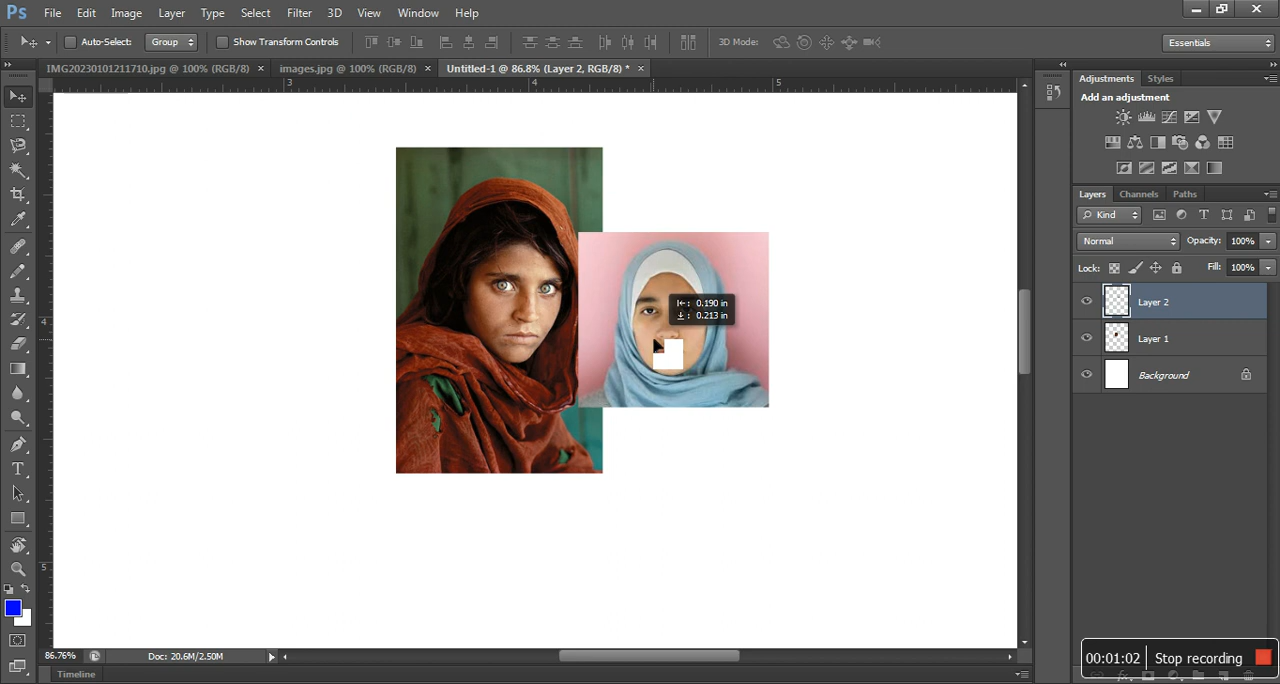 Ps File Edit Image Layer Type Select Filter 3D View Window Help
Auto-Select: Group Show Transform Controls 3D Mode: Essentials
IMG20230101211710.jpg @ 100% (RGB/8) × images.jpg @ 100% (RGB/8) × Untitled-1 @ 86.8% (Layer 2, RGB/8) * ×
3 4 5
Adjustments Styles
Add an adjustment
Layers Channels Paths
Kind
Normal Opacity: 100%
Lock: Fill: 100%
Layer 2
0.190 in
0.213 in
4
Layer 1
Background
T
5
86.76% Doc: 20.6M/2.50M
00:01:02 Stop recording
Timeline